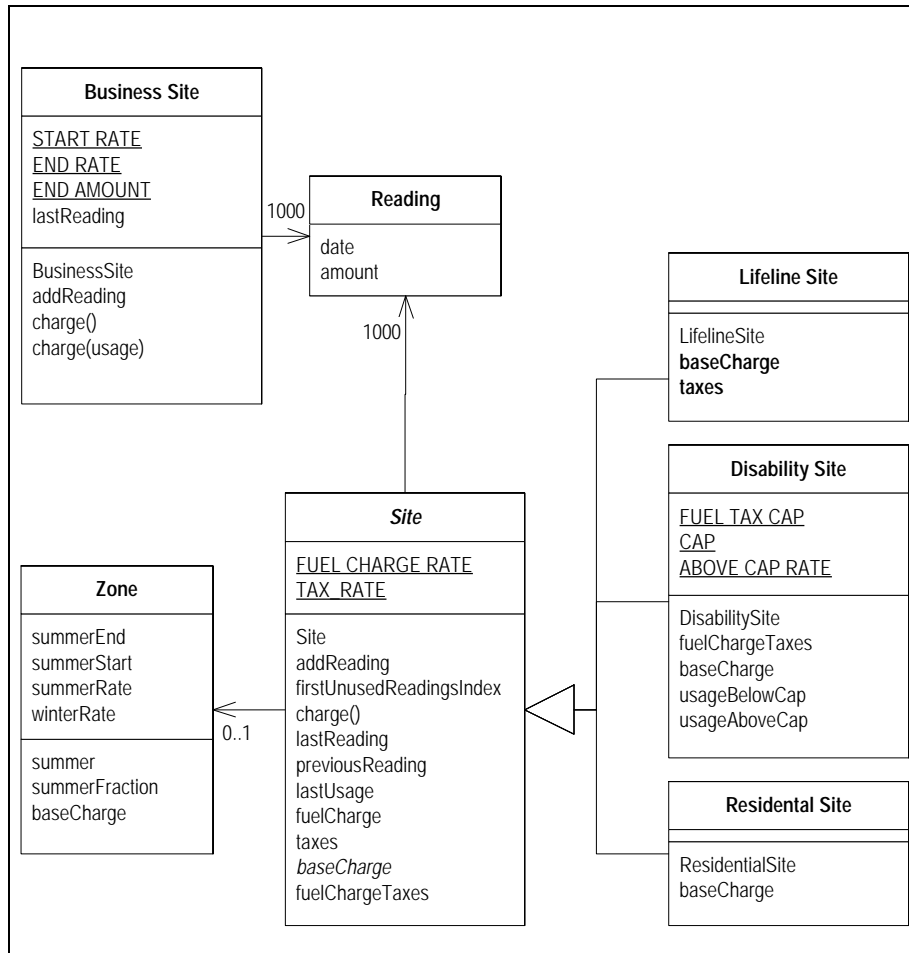 Business Site
START RATE
END RATE
END AMOUNT
lastReading
BusinessSite
addReading
charge()
charge(usage)
1000
Reading
date
amount
1000
Lifeline Site
LifelineSite
baseCharge
taxes
Disability Site
FUEL TAX CAP
CAP
ABOVE CAP RATE
DisabilitySite
fuelChargeTaxes
baseCharge
usageBelowCap
usageAboveCap
Site
FUEL CHARGE RATE
TAX_RATE
Site
addReading
firstUnusedReadingsIndex
charge()
lastReading
previousReading
lastUsage
fuelCharge
taxes
baseCharge
fuelChargeTaxes
Zone
summerEnd
summerStart
summerRate
winterRate
summer
summerFraction
baseCharge
0..1
Residental Site
ResidentialSite
baseCharge